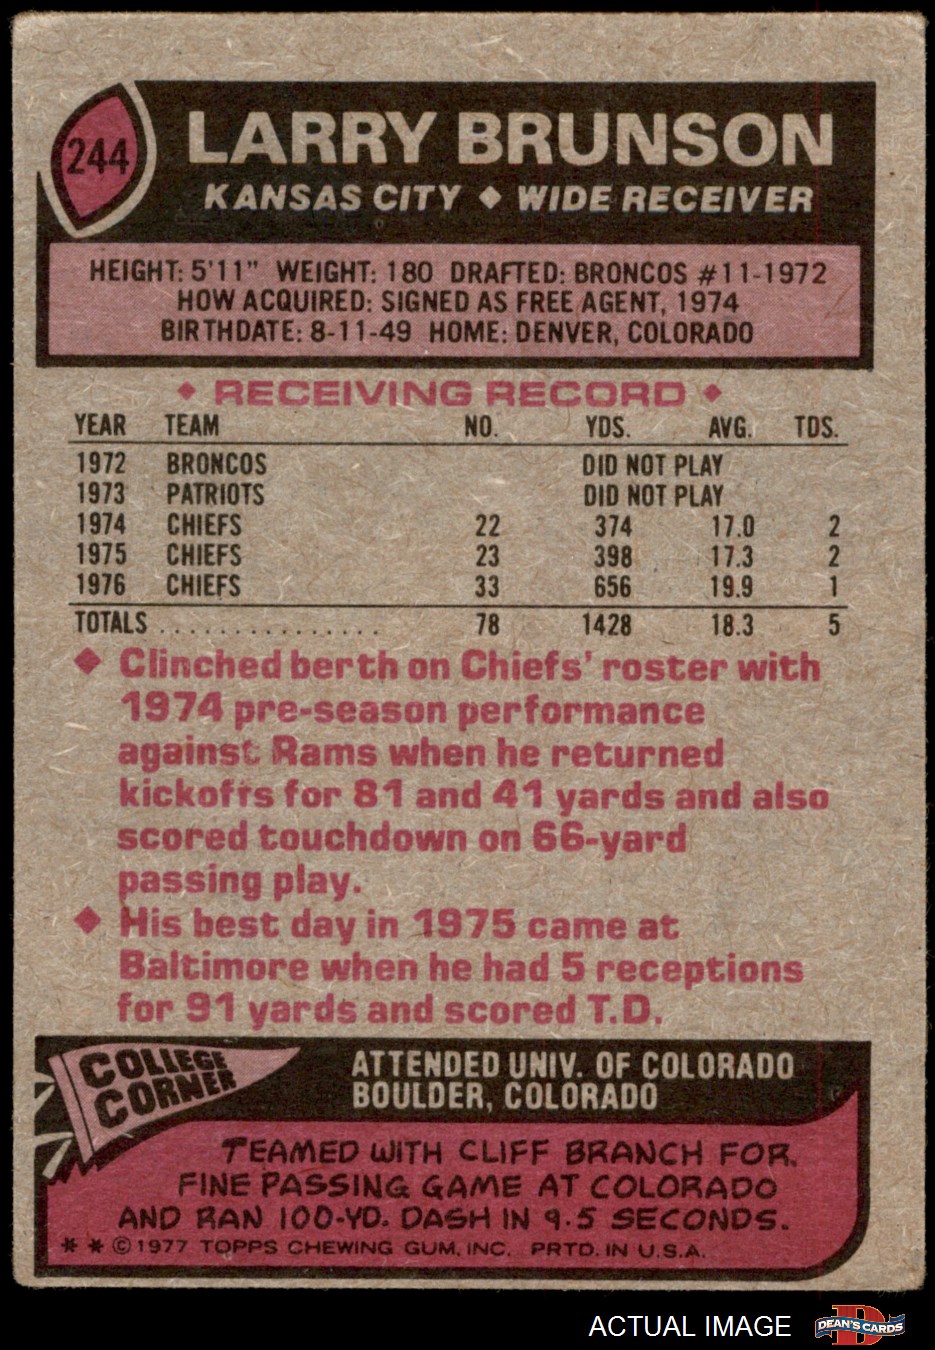 244
LARRY BRUNSON
KANSAS CITY ◆ WIDE RECEIVER
HEIGHT: 5'11" WEIGHT: 180 DRAFTED: BRONCOS #11-1972
HOW ACQUIRED: SIGNED AS FREE AGENT, 1974
BIRTHDATE: 8-11-49 HOME: DENVER, COLORADO
◆ RECEIVING RECORD ◆
YEAR TEAM NO. YDS. AVG. TDS.
1972 BRONCOS DID NOT PLAY
1973 PATRIOTS DID NOT PLAY
1974 CHIEFS 22 374 17.0 2
1975 CHIEFS 23 398 17.3 2
1976 CHIEFS 33 656 19.9 1
TOTALS ................ 78 1428 18.3 5
◆ Clinched berth on Chiefs' roster with
1974 pre-season performance
against Rams when he returned
kickoffs for 81 and 41 yards and also
scored touchdown on 66-yard
passing play.
◆ His best day in 1975 came at
Baltimore when he had 5 receptions
for 91 yards and scored T.D.
COLLEGE
CORNER
ATTENDED UNIV. OF COLORADO
BOULDER, COLORADO
TEAMED WITH CLIFF BRANCH FOR
FINE PASSING GAME AT COLORADO
AND RAN 100-YD. DASH IN 9.5 SECONDS.
* * © 1977 TOPPS CHEWING GUM, INC. PRTD. IN U.S.A.
ACTUAL IMAGE
DEAN'S CARDS